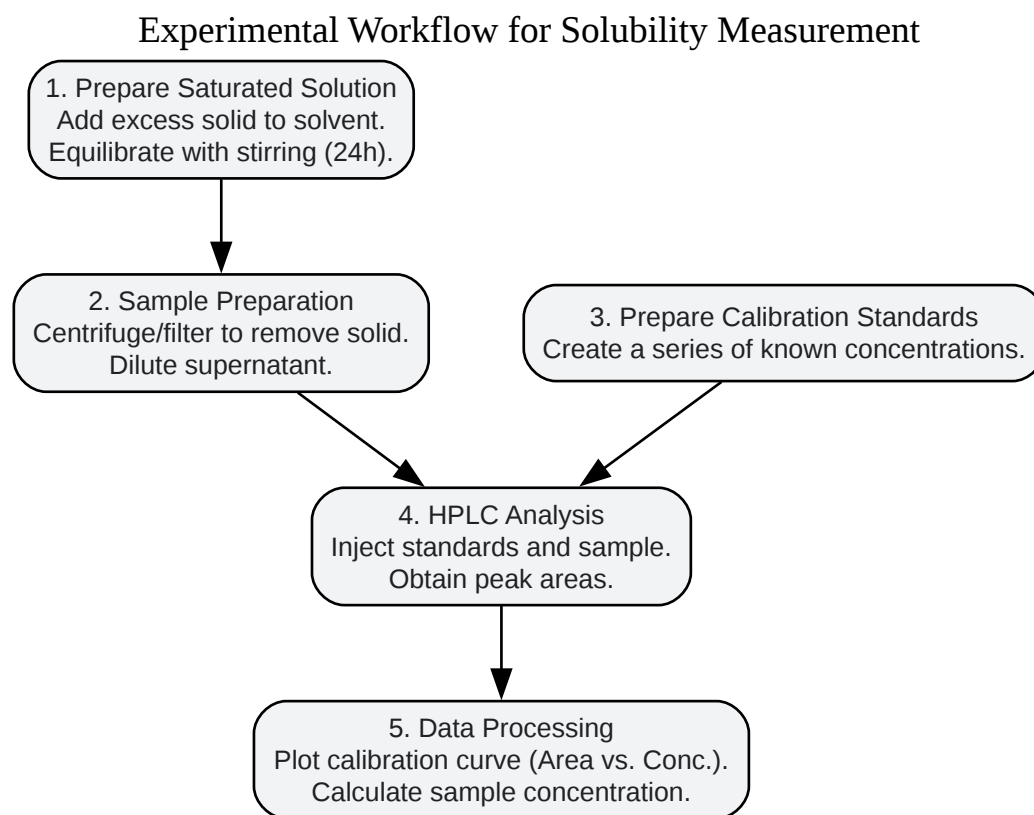 Experimental Workflow for Solubility Measurement
1. Prepare Saturated Solution
Add excess solid to solvent.
Equilibrate with stirring (24h).
2. Sample Preparation
Centrifuge/filter to remove solid.
Dilute supernatant.
3. Prepare Calibration Standards
Create a series of known concentrations.
4. HPLC Analysis
Inject standards and sample.
Obtain peak areas.
5. Data Processing
Plot calibration curve (Area vs. Conc.).
Calculate sample concentration.